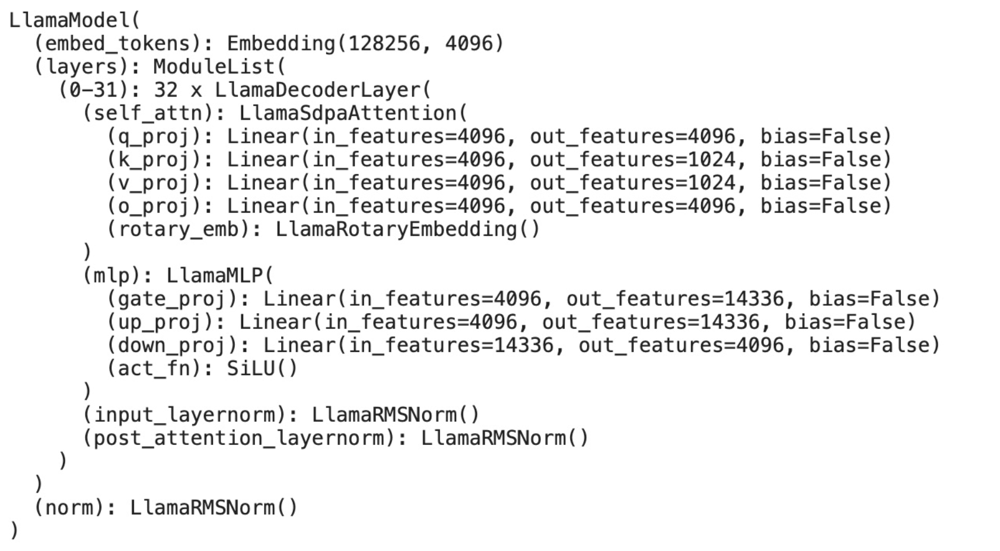 LlamaModel(
  (embed_tokens): Embedding(128256, 4096)
  (layers): ModuleList(
    (0-31): 32 x LlamaDecoderLayer(
      (self_attn): LlamaSdpaAttention(
        (q_proj): Linear(in_features=4096, out_features=4096, bias=False)
        (k_proj): Linear(in_features=4096, out_features=1024, bias=False)
        (v_proj): Linear(in_features=4096, out_features=1024, bias=False)
        (o_proj): Linear(in_features=4096, out_features=4096, bias=False)
        (rotary_emb): LlamaRotaryEmbedding()
      )
      (mlp): LlamaMLP(
        (gate_proj): Linear(in_features=4096, out_features=14336, bias=False)
        (up_proj): Linear(in_features=4096, out_features=14336, bias=False)
        (down_proj): Linear(in_features=14336, out_features=4096, bias=False)
        (act_fn): SiLU()
      )
      (input_layernorm): LlamaRMSNorm()
      (post_attention_layernorm): LlamaRMSNorm()
    )
  )
  (norm): LlamaRMSNorm()
)